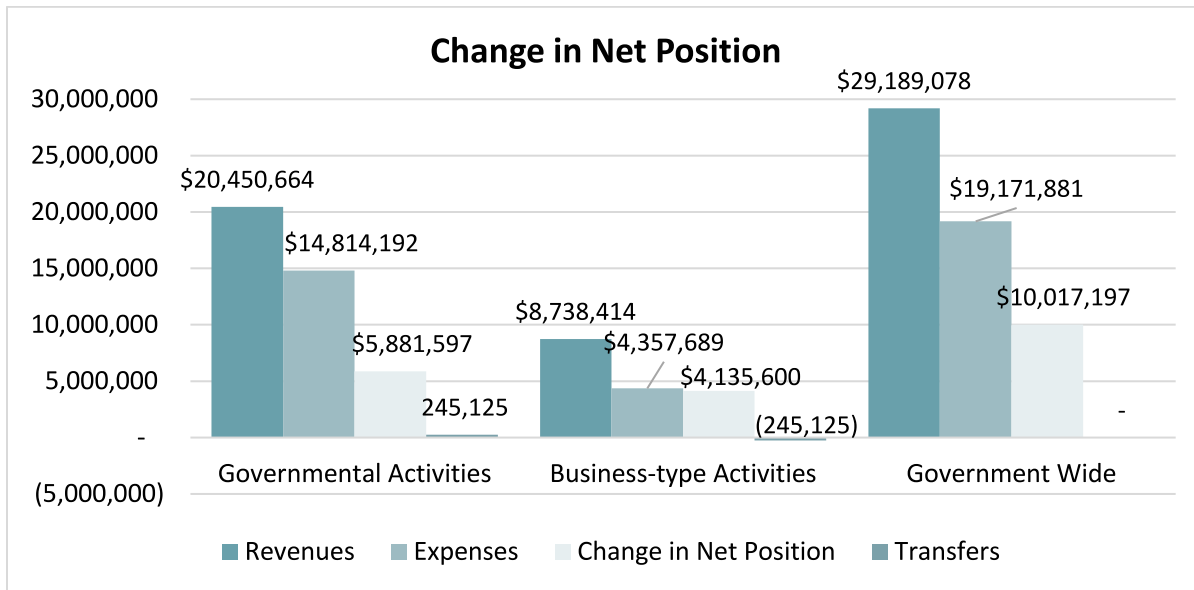 Change in Net Position
$29,189,078
30,000,000
25,000,000
$20,450,664
$19,171,881
20,000,000
$14,814,192
15,000,000
$10,017,197
$8,738,414
10,000,000
$5,881,597
$4,357,689
$4,135,600
5,000,000
245,125
(245,125)
-
-
Governmental Activities
Business-type Activities
Government Wide
(5,000,000)
Revenues
Expenses
Change in Net Position
Transfers